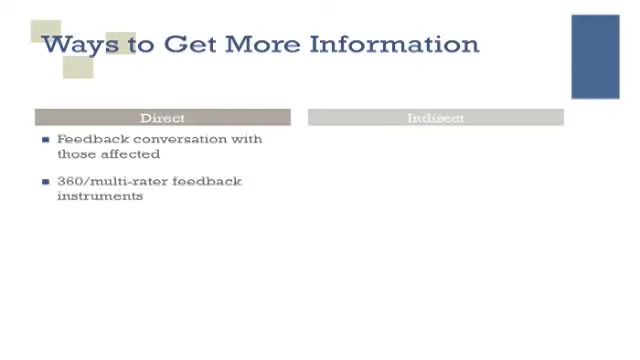 Ways to Get More Information
Direct
Indirect
Feedback conversation with
those affected
360/multi-rater feedback
instruments